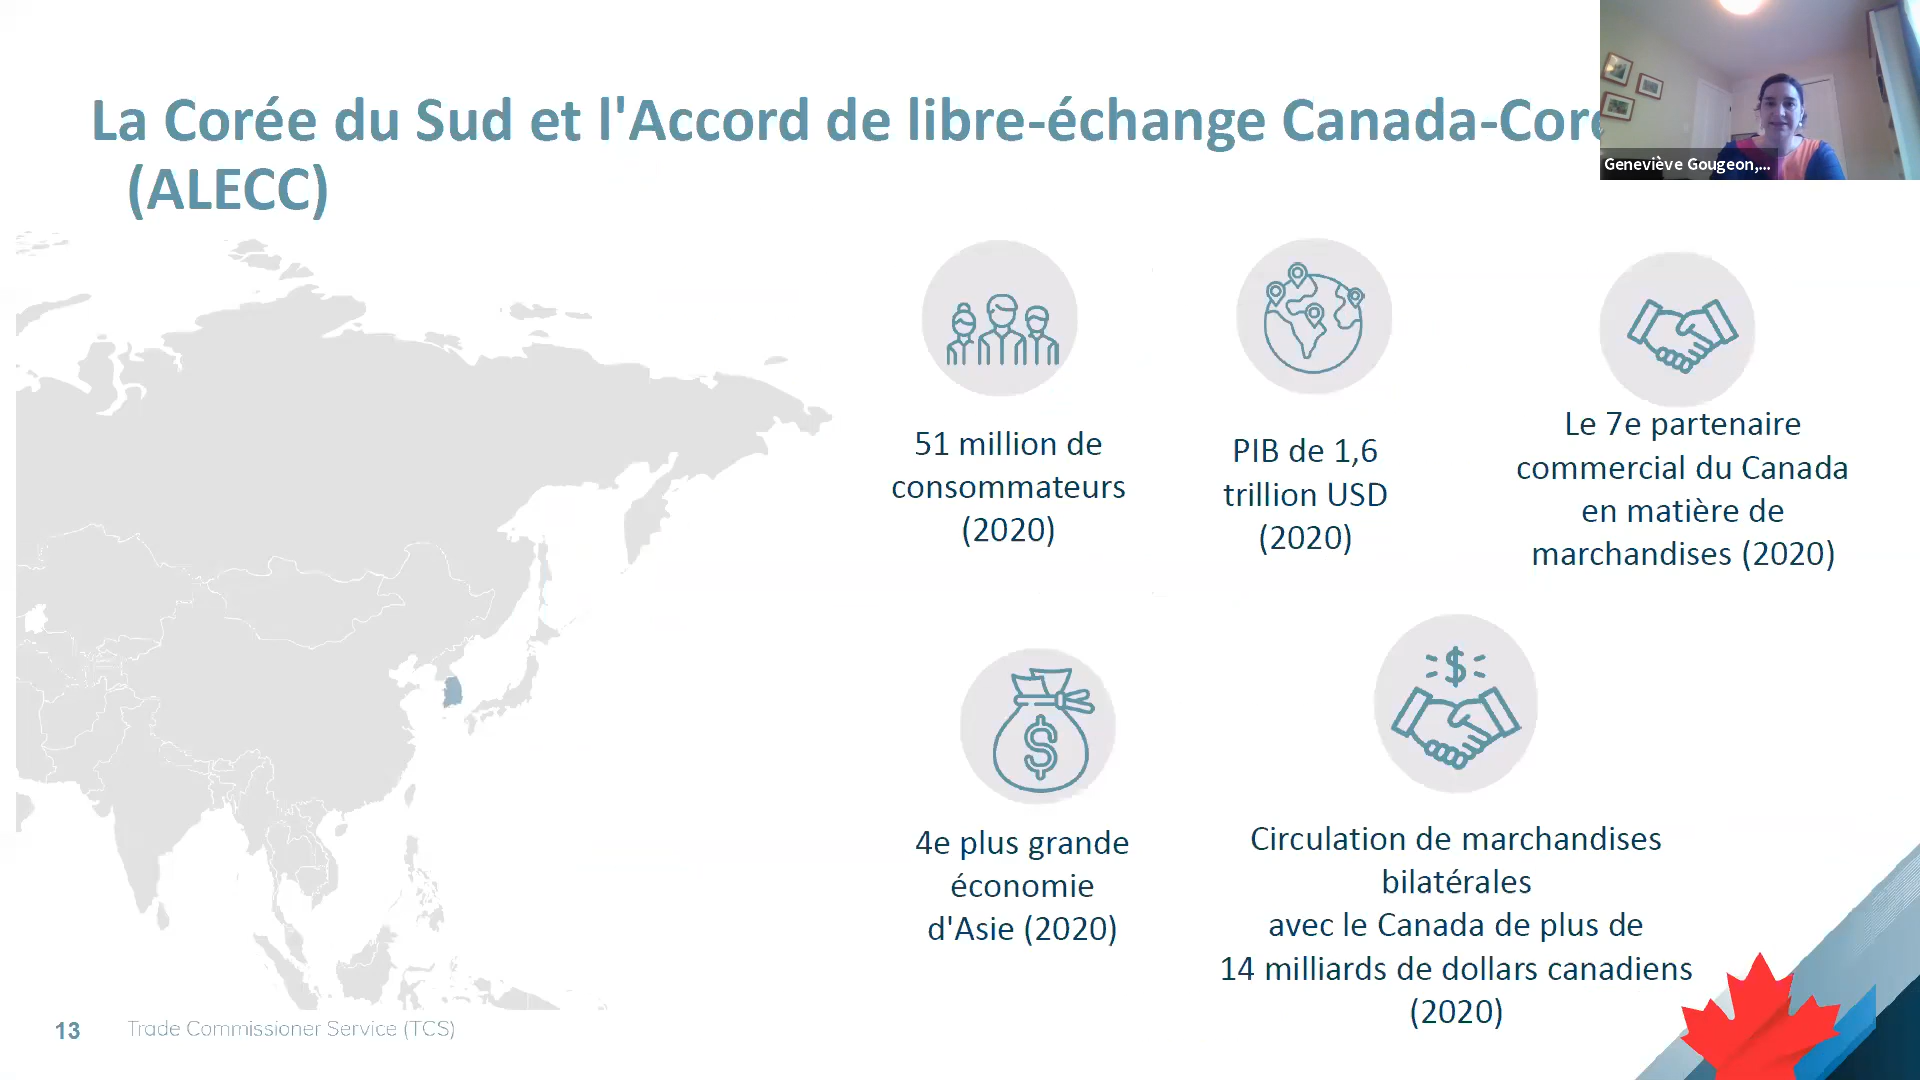 La Corée du Sud et l'Accord de libre-échange Canada-Coré
(ALECC)
Geneviève Gougeon,...
51 million de
consommateurs
(2020)
PIB de 1,6
trillion USD
(2020)
Le 7e partenaire
commercial du Canada
en matière de
marchandises (2020)
$
4e plus grande
économie
d'Asie (2020)
$
Circulation de marchandises
bilatérales
avec le Canada de plus de
14 milliards de dollars canadiens
(2020)
13
Trade Commissioner Service (TCS)